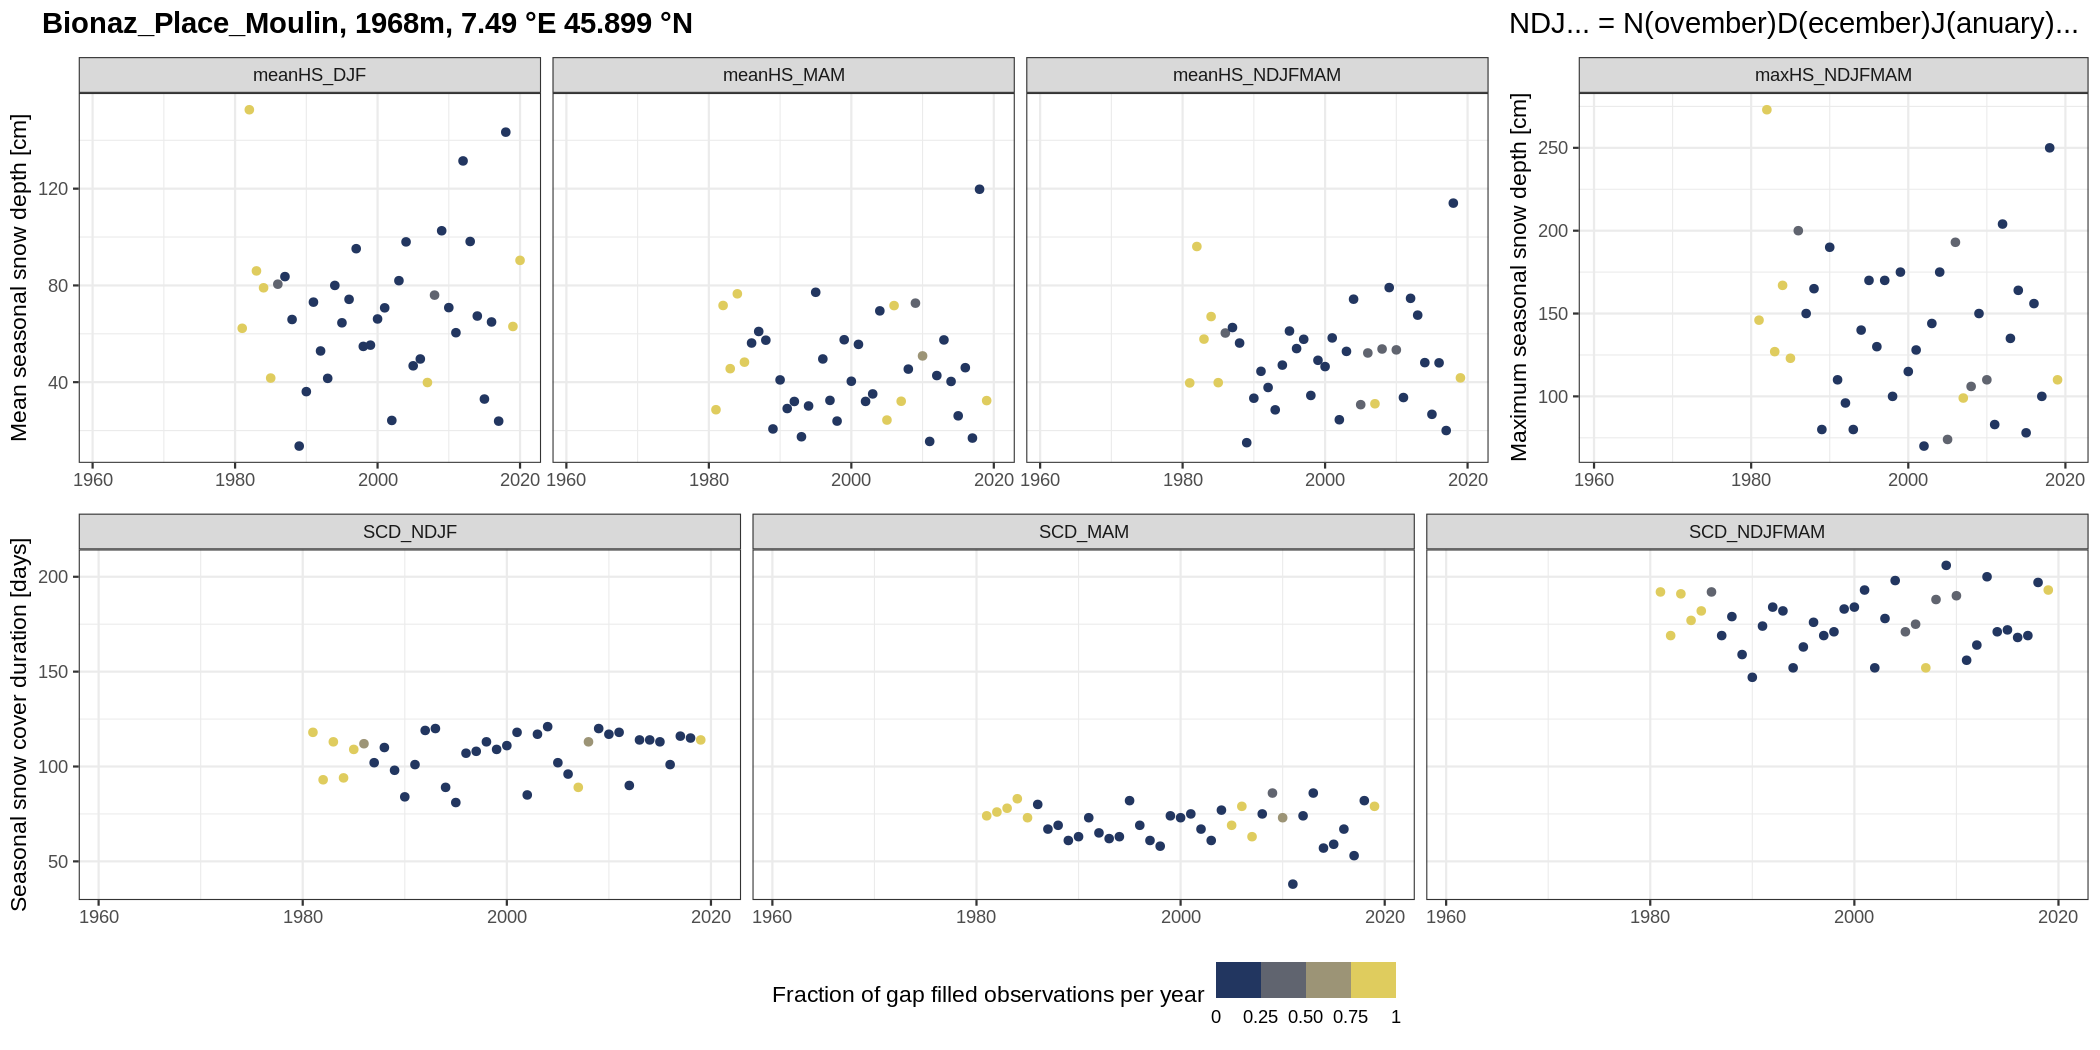 Bionaz_Place_Moulin, 1968m, 7.49 °E 45.899 °N
NDJ... = N(ovember)D(ecember)J(anuary)...
meanHS_DJF
meanHS_MAM
meanHS_NDJFMAM
maxHS_NDJFMAM
Mean seasonal snow depth [cm]
120
80
40
1960 1980 2000 2020
1960 1980 2000 2020
1960 1980 2000 2020
Maximum seasonal snow depth [cm]
250
200
150
100
1960 1980 2000 2020
SCD_NDJF
SCD_MAM
SCD_NDJFMAM
Seasonal snow cover duration [days]
200
150
100
50
1960 1980 2000 2020
1960 1980 2000 2020
1960 1980 2000 2020
Fraction of gap filled observations per year
0 0.25 0.50 0.75 1